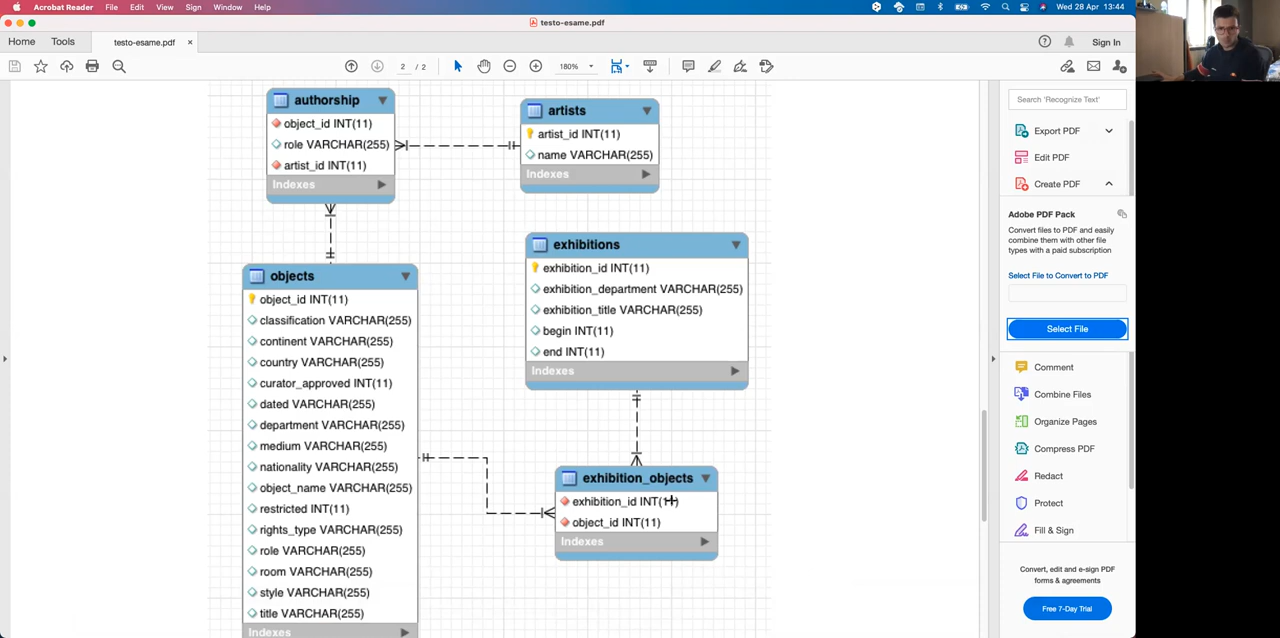 Acrobat Reader File Edit View Sign Window Help Wed 28 Apr 13:44
testo-esame.pdf
Home Tools testo-esame.pdf × Sign In
2 / 2 180%
authorship
object_id INT(11)
role VARCHAR(255)
artist_id INT(11)
Indexes
artists
artist_id INT(11)
name VARCHAR(255)
Indexes
exhibitions
exhibition_id INT(11)
exhibition_department VARCHAR(255)
exhibition_title VARCHAR(255)
begin INT(11)
end INT(11)
Indexes
objects
object_id INT(11)
classification VARCHAR(255)
continent VARCHAR(255)
country VARCHAR(255)
curator_approved INT(11)
dated VARCHAR(255)
department VARCHAR(255)
medium VARCHAR(255)
nationality VARCHAR(255)
object_name VARCHAR(255)
restricted INT(11)
rights_type VARCHAR(255)
role VARCHAR(255)
room VARCHAR(255)
style VARCHAR(255)
title VARCHAR(255)
Indexes
exhibition_objects
exhibition_id INT(11)
object_id INT(11)
Indexes
Search 'Recognize Text'
Export PDF
Edit PDF
Create PDF
Adobe PDF Pack
Convert files to PDF and easily
combine them with other file
types with a paid subscription
Select File to Convert to PDF
Select File
Comment
Combine Files
Organize Pages
Compress PDF
Redact
Protect
Fill & Sign
Convert, edit and e-sign PDF
forms & agreements
Free 7-Day Trial